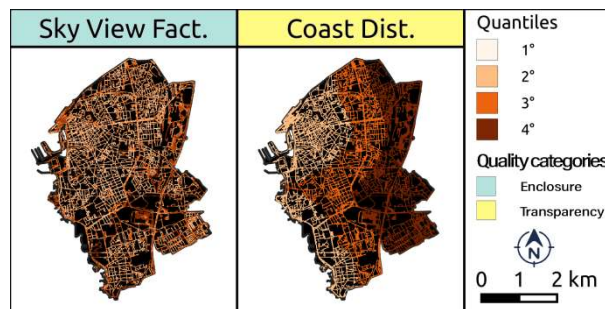 Sky View Fact.
Coast Dist.
Quantiles
1°
2°
3°
4°
Quality categories
Enclosure
Transparency
N
0 1 2 km